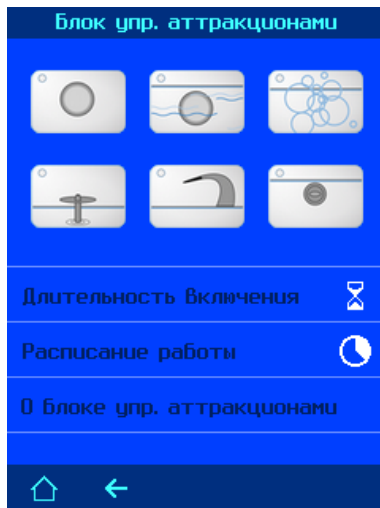 Блок упр. аттракционами
Длительность Включения
Расписание работы
О блоке упр. аттракционами